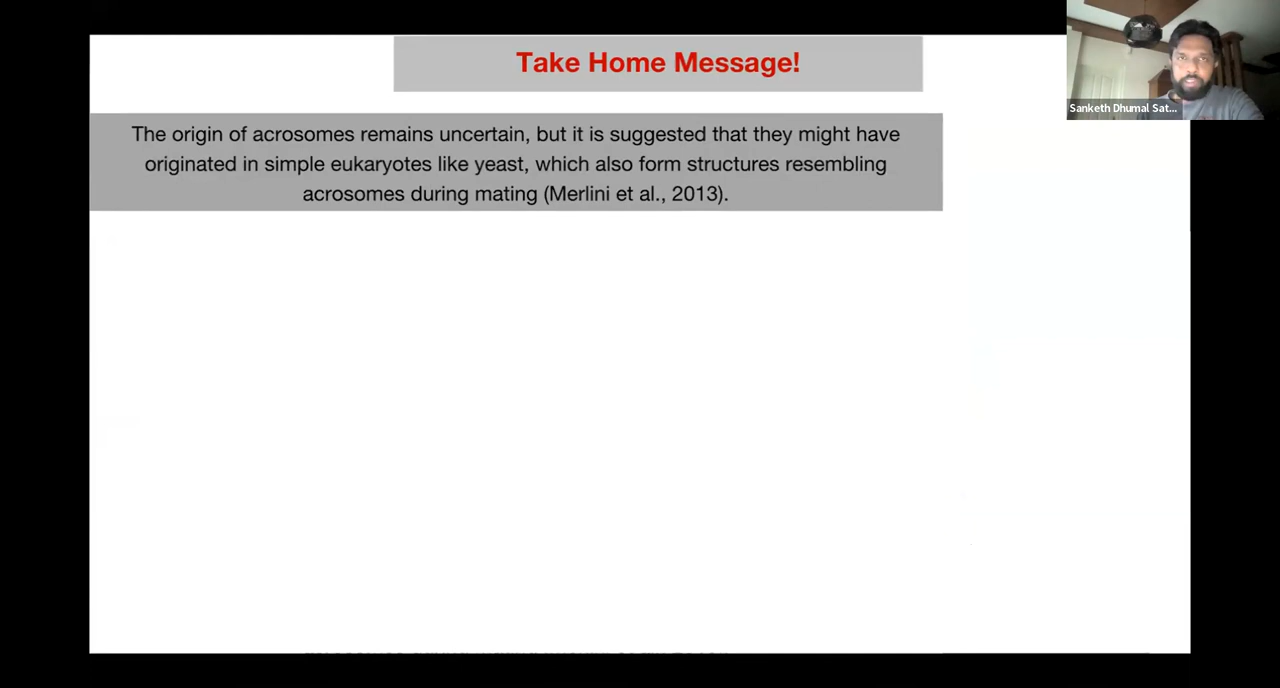 Take Home Message!
Sanketh Dhumal Sat...
The origin of acrosomes remains uncertain, but it is suggested that they might have
originated in simple eukaryotes like yeast, which also form structures resembling
acrosomes during mating (Merlini et al., 2013).